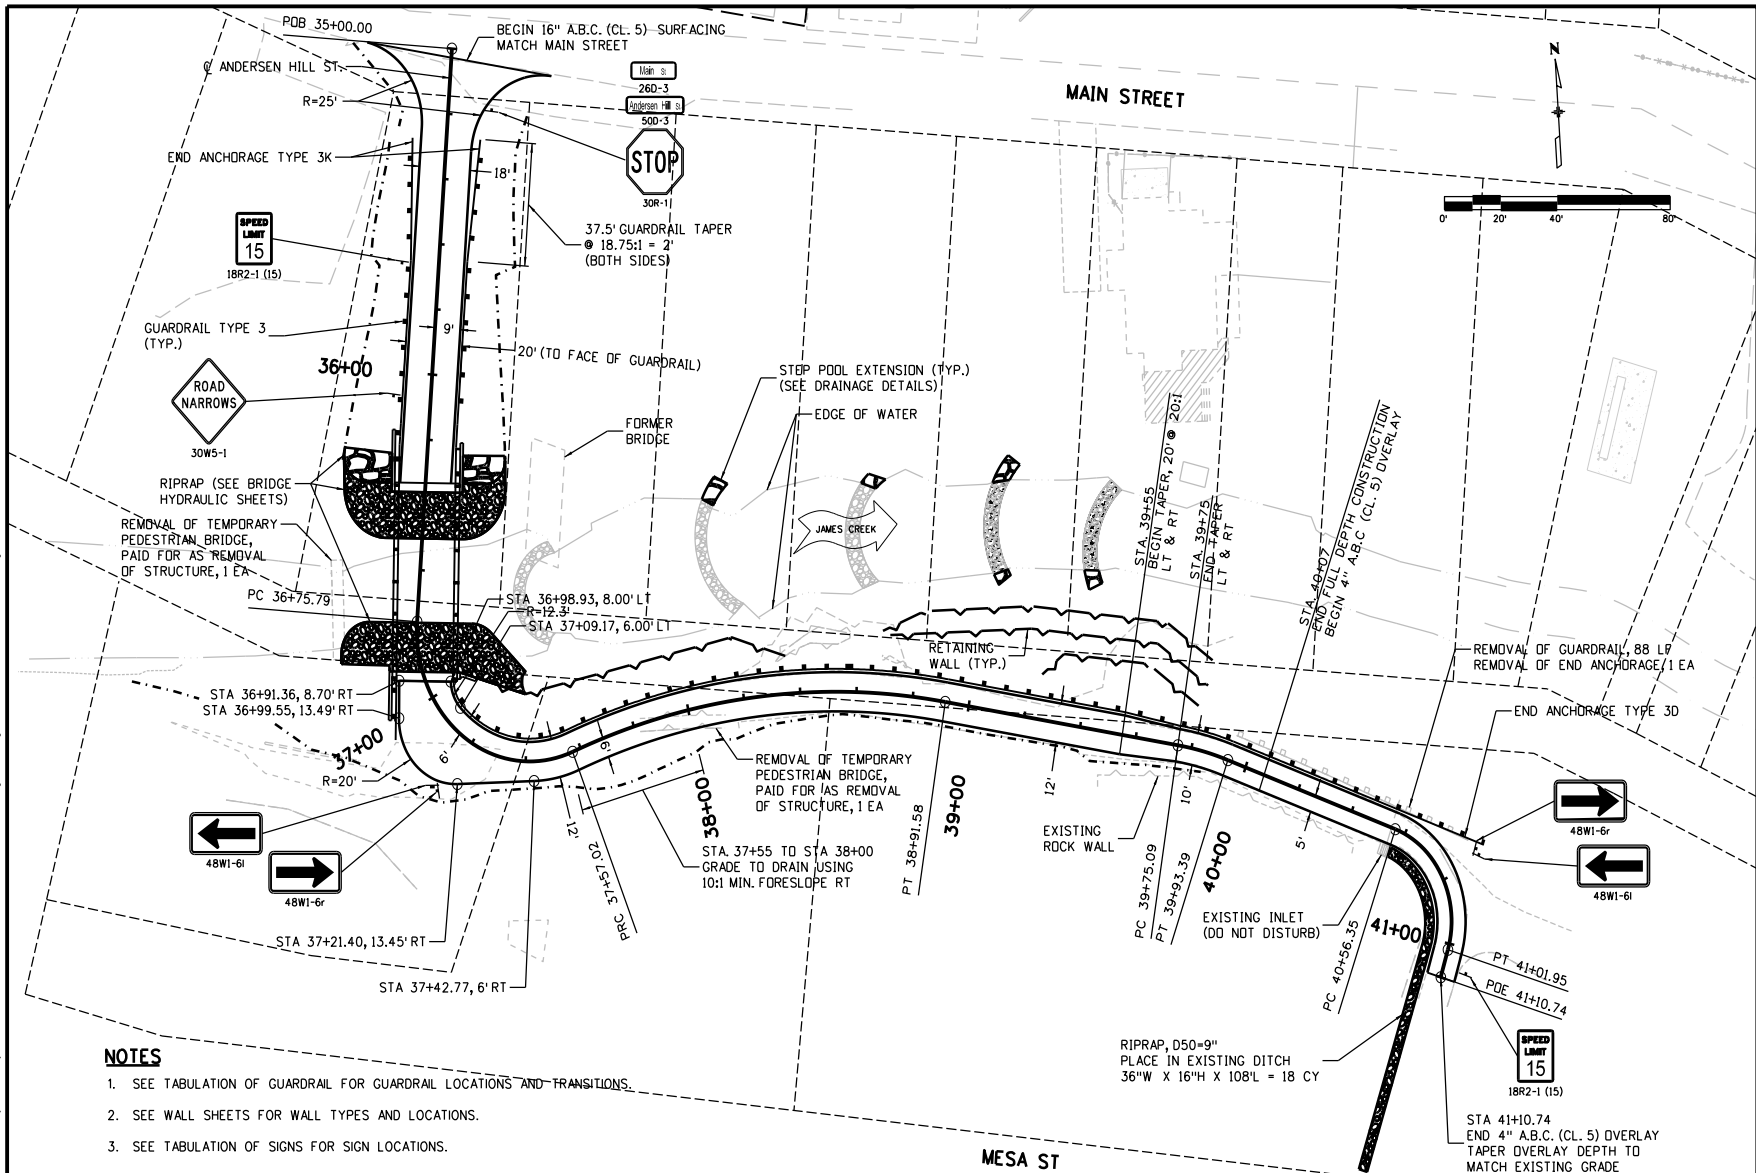 POB 35+00.00
BEGIN 16" A.B.C. (CL. 5) SURFACING
MATCH MAIN STREET
℄ ANDERSEN HILL ST.
R=25'
Main St
26D-3
Andersen Hill St
50D-3
STOP
30R-1
MAIN STREET
N
0' 20' 40' 80'
END ANCHORAGE TYPE 3K
18'
SPEED
LIMIT
15
18R2-1 (15)
37.5' GUARDRAIL TAPER
@ 18.75:1 = 2'
(BOTH SIDES)
GUARDRAIL TYPE 3
(TYP.)
9'
20' (TO FACE OF GUARDRAIL)
36+00
ROAD
NARROWS
30W5-1
STEP POOL EXTENSION (TYP.)
(SEE DRAINAGE DETAILS)
EDGE OF WATER
FORMER
BRIDGE
RIPRAP (SEE BRIDGE
HYDRAULIC SHEETS)
REMOVAL OF TEMPORARY
PEDESTRIAN BRIDGE,
PAID FOR AS REMOVAL
OF STRUCTURE, 1 EA
JAMES CREEK
STA. 39+55
BEGIN TAPER, 20' @ 20:1
LT & RT
STA. 39+75
END TAPER
LT & RT
STA. 40+07
END FULL DEPTH CONSTRUCTION
BEGIN 4" A.B.C (CL. 5) OVERLAY
PC 36+75.79
STA 36+98.93, 8.00' LT
R=12.3'
STA 37+09.17, 6.00' LT
RETAINING
WALL (TYP.)
REMOVAL OF GUARDRAIL, 88 LF
REMOVAL OF END ANCHORAGE, 1 EA
END ANCHORAGE TYPE 3D
STA 36+91.36, 8.70' RT
STA 36+99.55, 13.49' RT
37+00
R=20'
6'
9'
12'
REMOVAL OF TEMPORARY
PEDESTRIAN BRIDGE,
PAID FOR AS REMOVAL
OF STRUCTURE, 1 EA
38+00
STA. 37+55 TO STA 38+00
GRADE TO DRAIN USING
10:1 MIN. FORESLOPE RT
PRC 37+57.02
PT 38+91.58
39+00
12'
10'
EXISTING
ROCK WALL
PC 39+75.09
PT 39+93.39
40+00
5'
48W1-6l
48W1-6r
48W1-6r
48W1-6l
EXISTING INLET
(DO NOT DISTURB)
PC 40+56.35
41+00
PT 41+01.95
POE 41+10.74
STA 37+21.40, 13.45' RT
STA 37+42.77, 6' RT
RIPRAP, D50=9"
PLACE IN EXISTING DITCH
36"W X 16"H X 108'L = 18 CY
SPEED
LIMIT
15
18R2-1 (15)
STA 41+10.74
END 4" A.B.C. (CL. 5) OVERLAY
TAPER OVERLAY DEPTH TO
MATCH EXISTING GRADE
NOTES
1. SEE TABULATION OF GUARDRAIL FOR GUARDRAIL LOCATIONS AND TRANSITIONS.
2. SEE WALL SHEETS FOR WALL TYPES AND LOCATIONS.
3. SEE TABULATION OF SIGNS FOR SIGN LOCATIONS.
MESA ST